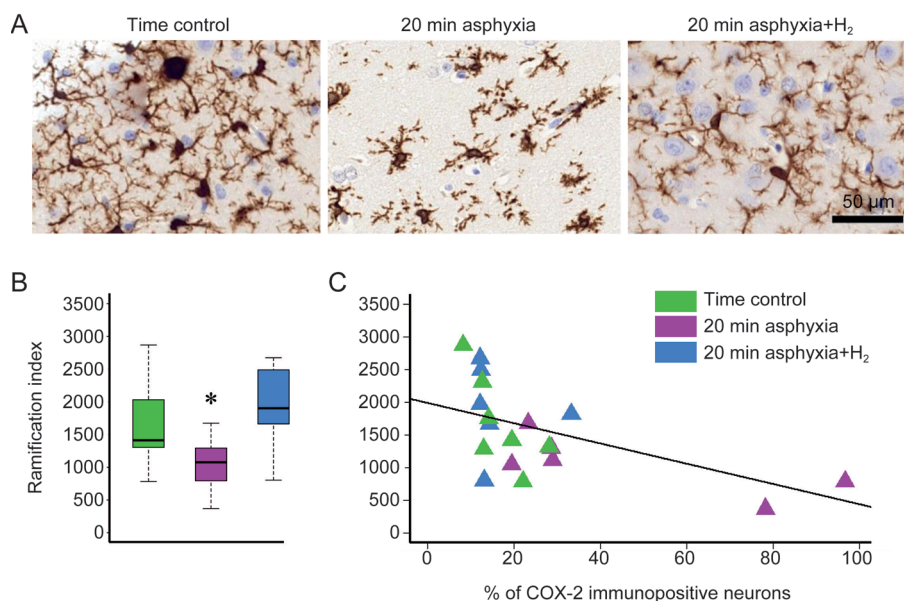 A
Time control
20 min asphyxia
20 min asphyxia+H₂
50 µm
B
C
3500
3000
2500
2000
1500
1000
500
0
Ramification index
*
3500
3000
2500
2000
1500
1000
500
0
Time control
20 min asphyxia
20 min asphyxia+H₂
0 20 40 60 80 100
% of COX-2 immunopositive neurons